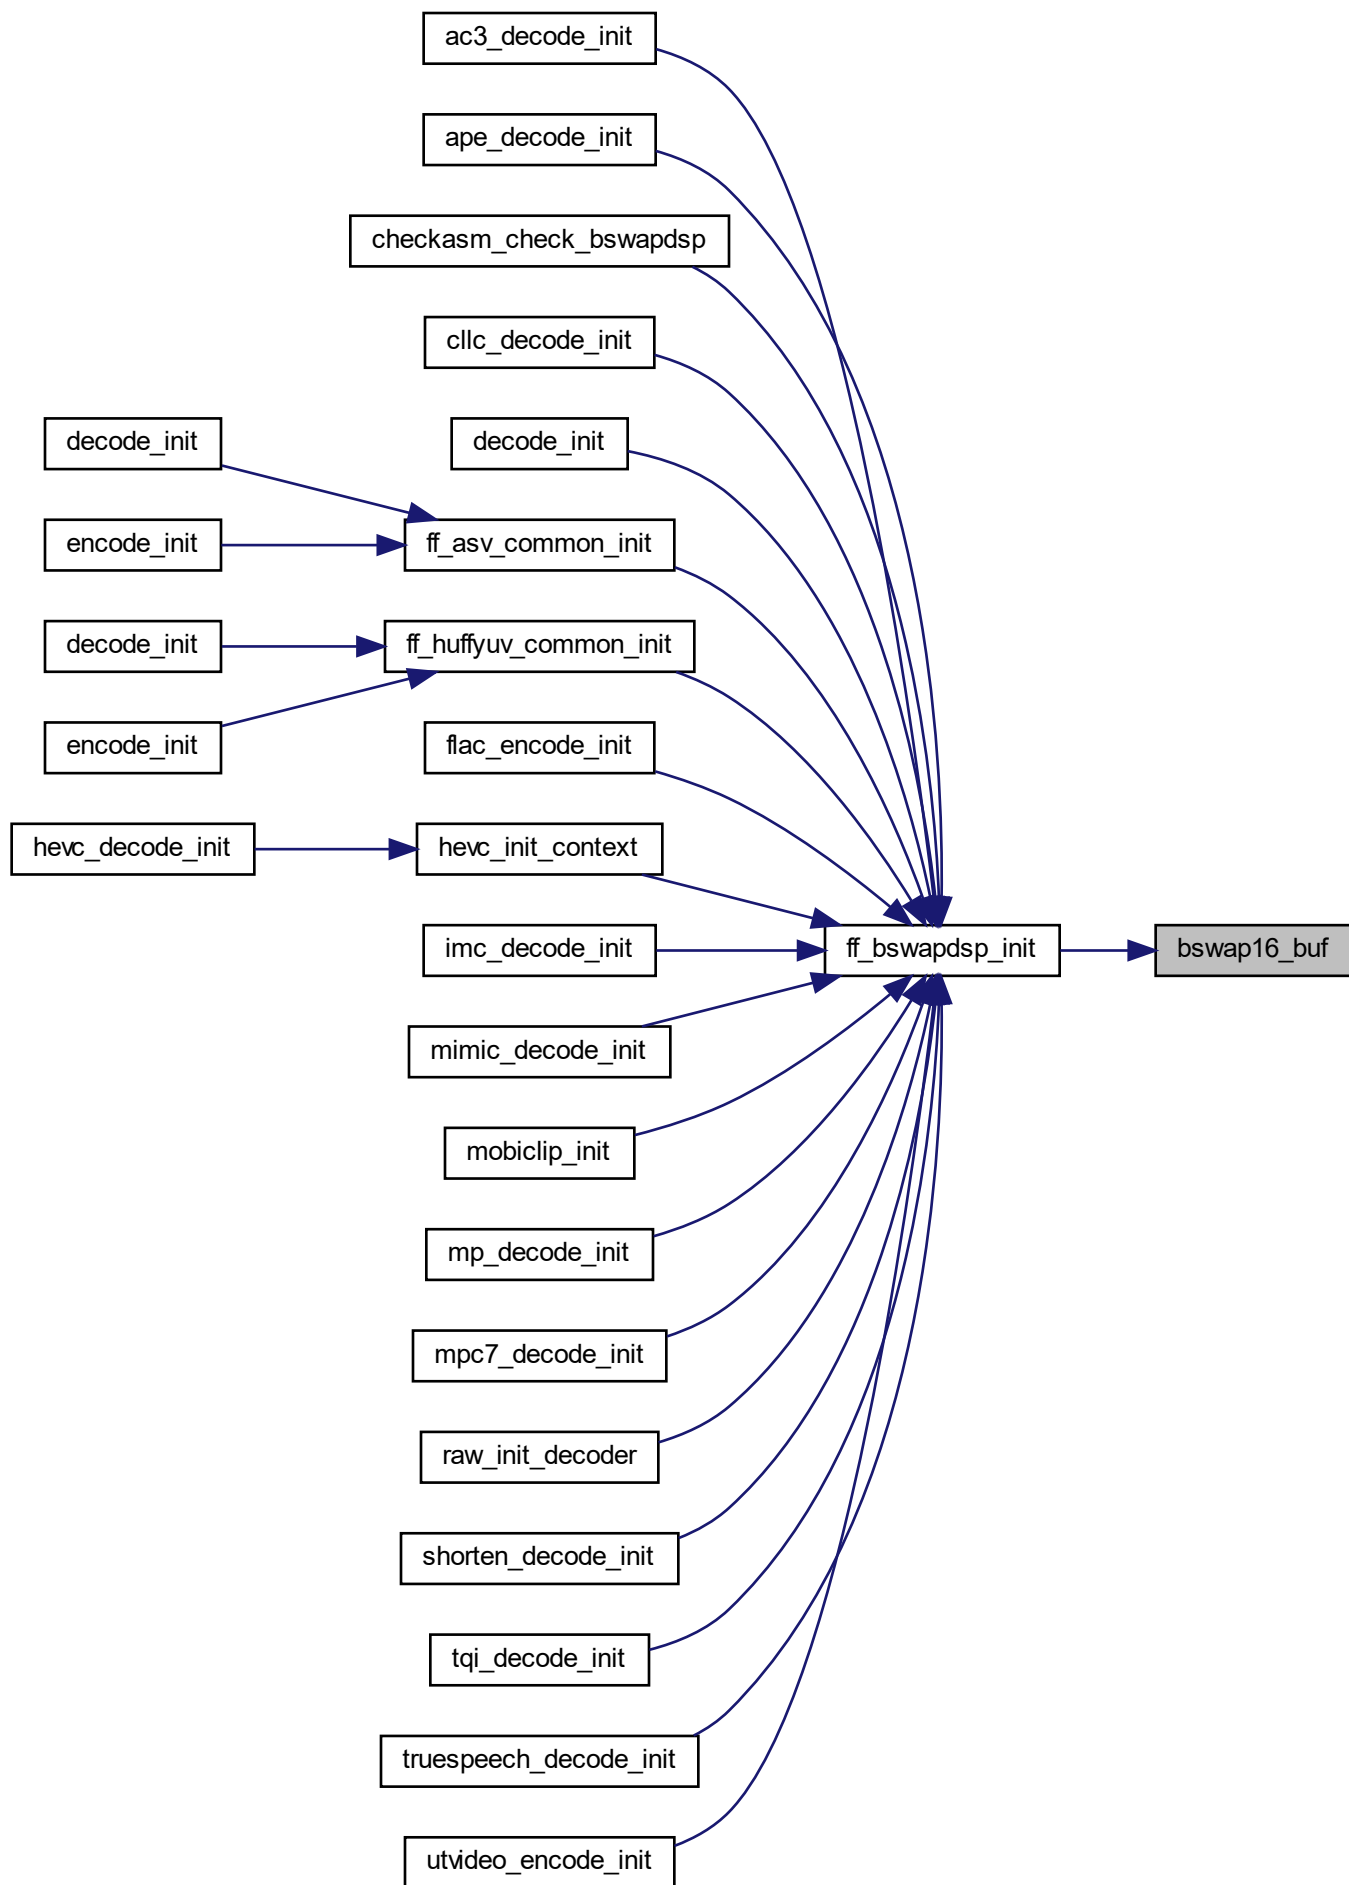 ac3_decode_init
ape_decode_init
checkasm_check_bswapdsp
cllc_decode_init
decode_init
decode_init
ff_asv_common_init
encode_init
decode_init
ff_huffyuv_common_init
encode_init
flac_encode_init
hevc_decode_init
hevc_init_context
imc_decode_init
ff_bswapdsp_init
bswap16_buf
mimic_decode_init
mobiclip_init
mp_decode_init
mpc7_decode_init
raw_init_decoder
shorten_decode_init
tqi_decode_init
truespeech_decode_init
utvideo_encode_init